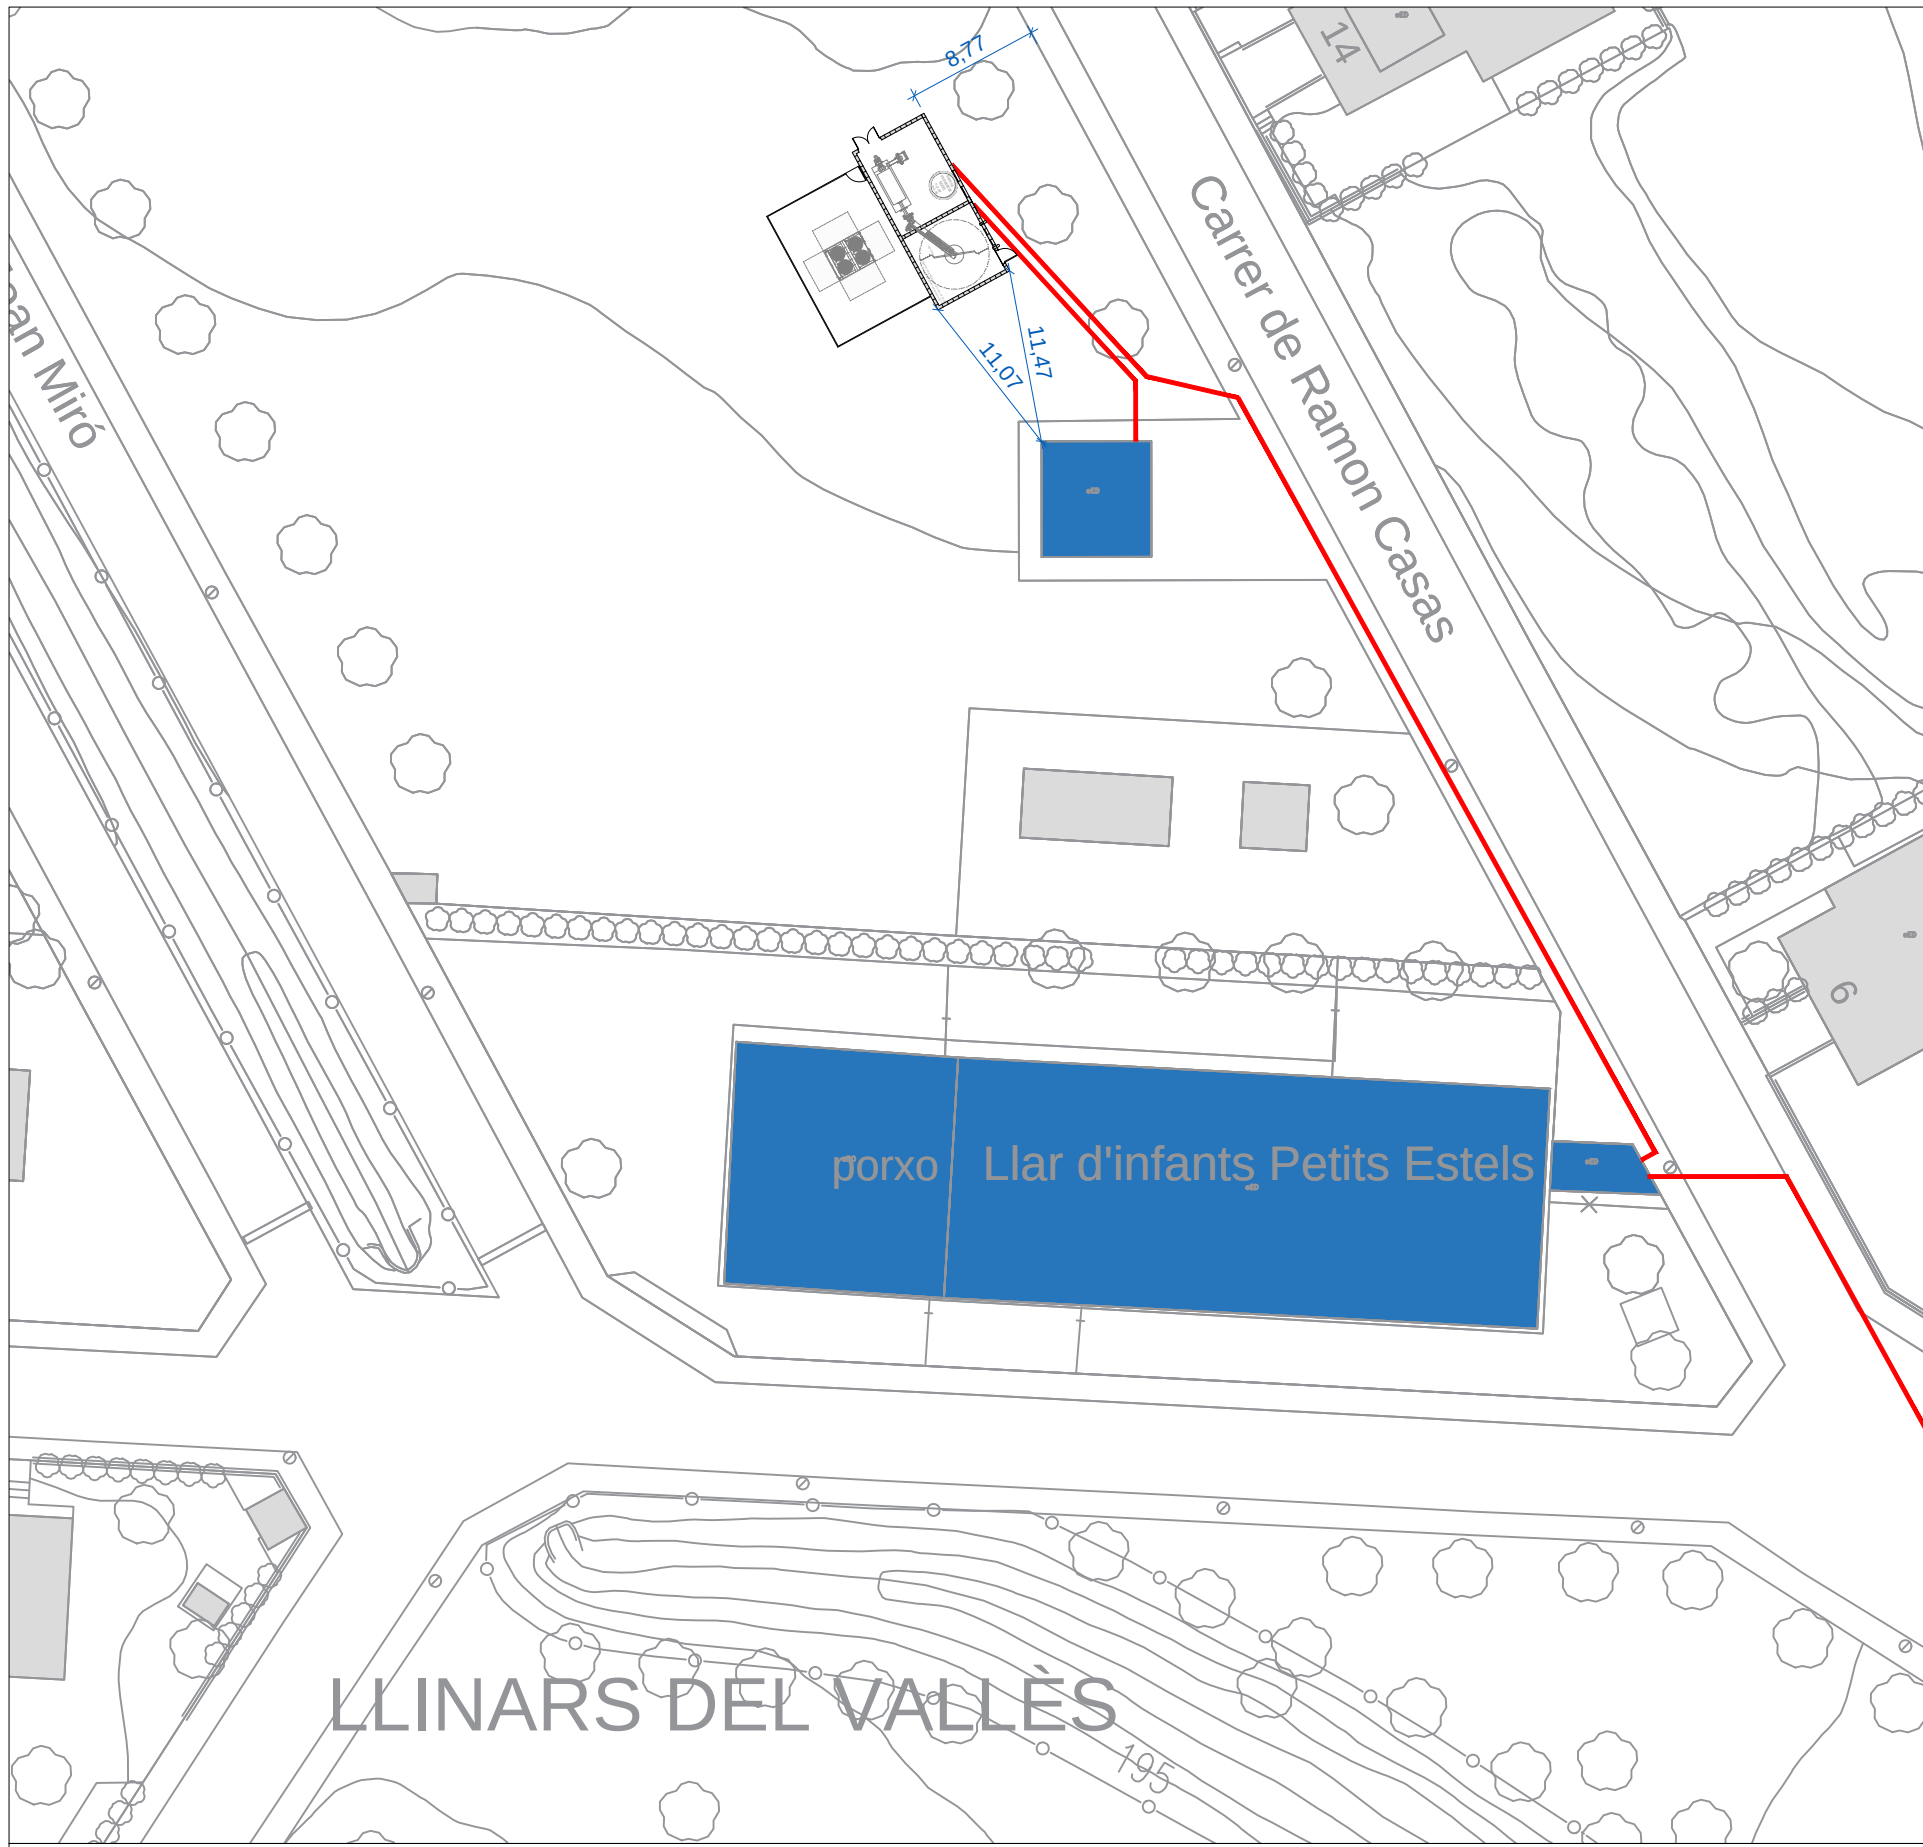 14
8,77
Carrer de Ramon Casas
an Miró
11,47
11,07
6
porxo
Llar d'infants Petits Estels
LLINARS DEL VALLÈS
195